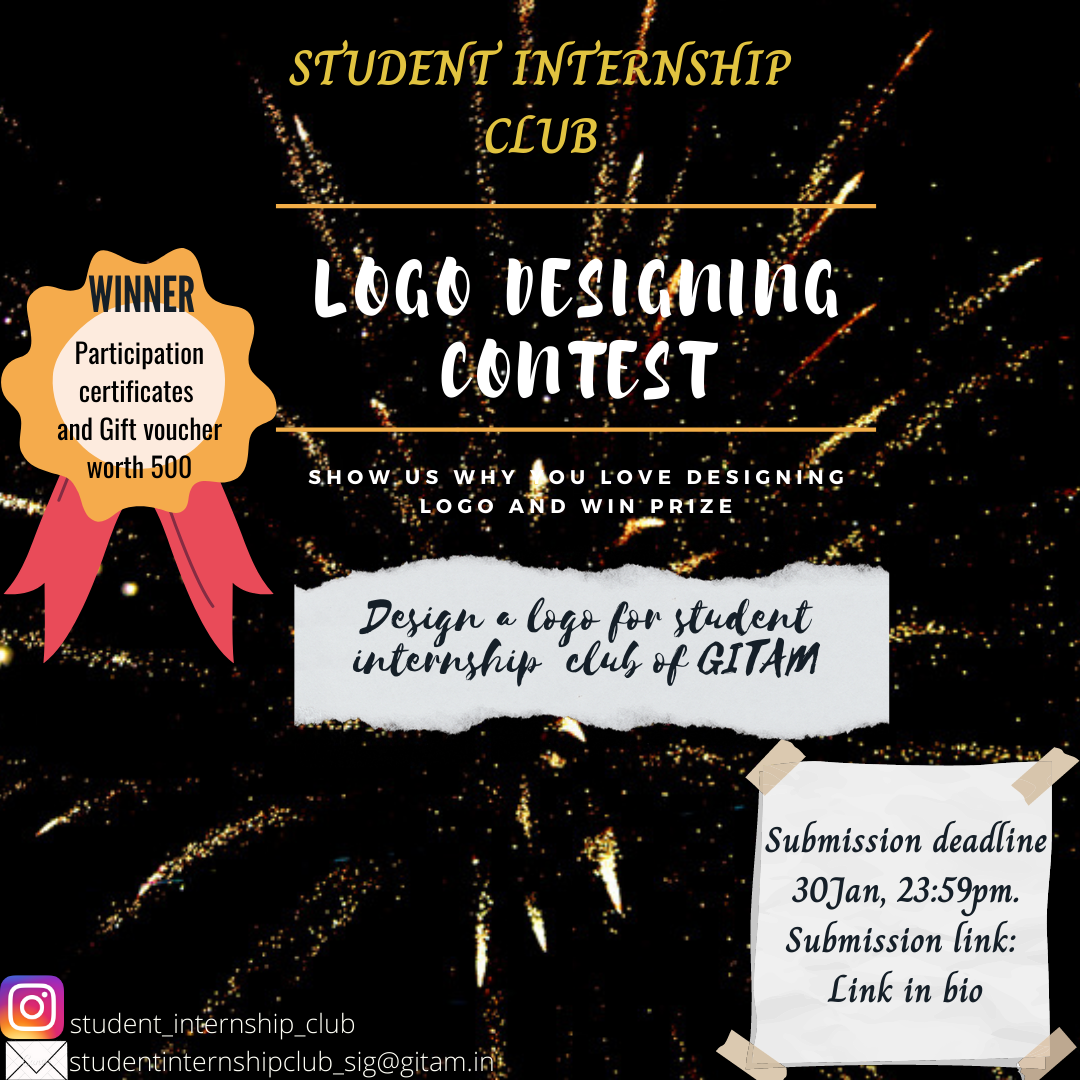 STUDENT INTERNSHIP
CLUB
LOGO DESIGNING
CONTEST
SHOW US WHY YOU LOVE DESIGNING
LOGO AND WIN PRIZE
WINNER
Participation
certificates
and Gift voucher
worth 500
Design a logo for student
internship club of GITAM
Submission deadline
30Jan, 23:59pm.
Submission link:
Link in bio
student_internship_club
studentinternshipclub_sig@gitam.in